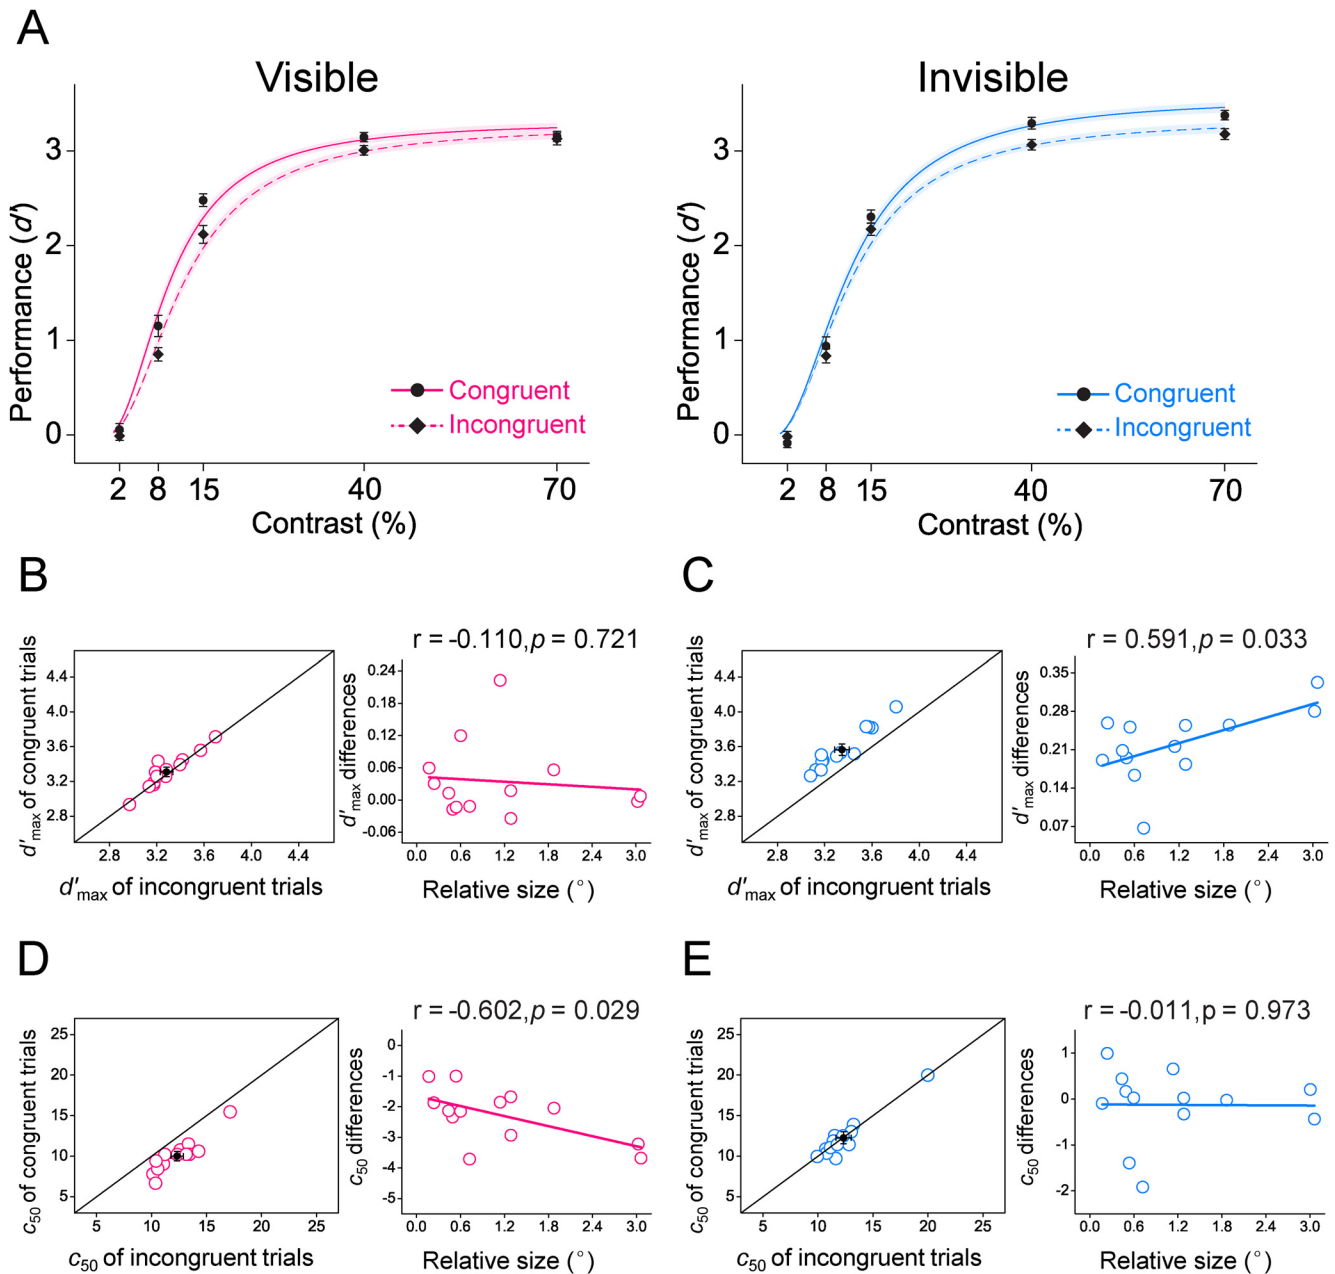 A
Visible
Performance (d')
3
2
1
0
Congruent
Incongruent
2 8 15 40 70
Contrast (%)
Invisible
Performance (d')
3
2
1
0
Congruent
Incongruent
2 8 15 40 70
Contrast (%)
B
d'max of congruent trials
4.4
4.0
3.6
3.2
2.8
2.8 3.2 3.6 4.0 4.4
d'max of incongruent trials
r = -0.110,p = 0.721
d'max differences
0.24
0.18
0.12
0.06
0.00
-0.06
0.0 0.6 1.2 1.8 2.4 3.0
Relative size (°)
C
d'max of congruent trials
4.4
4.0
3.6
3.2
2.8
2.8 3.2 3.6 4.0 4.4
d'max of incongruent trials
r = 0.591,p = 0.033
d'max differences
0.35
0.28
0.21
0.14
0.07
0.0 0.6 1.2 1.8 2.4 3.0
Relative size (°)
D
c50 of congruent trials
25
20
15
10
5
5 10 15 20 25
c50 of incongruent trials
r = -0.602,p = 0.029
c50 differences
0
-1
-2
-3
-4
-5
0.0 0.6 1.2 1.8 2.4 3.0
Relative size (°)
E
c50 of congruent trials
25
20
15
10
5
5 10 15 20 25
c50 of incongruent trials
r = -0.011,p = 0.973
c50 differences
1
0
-1
-2
0.0 0.6 1.2 1.8 2.4 3.0
Relative size (°)